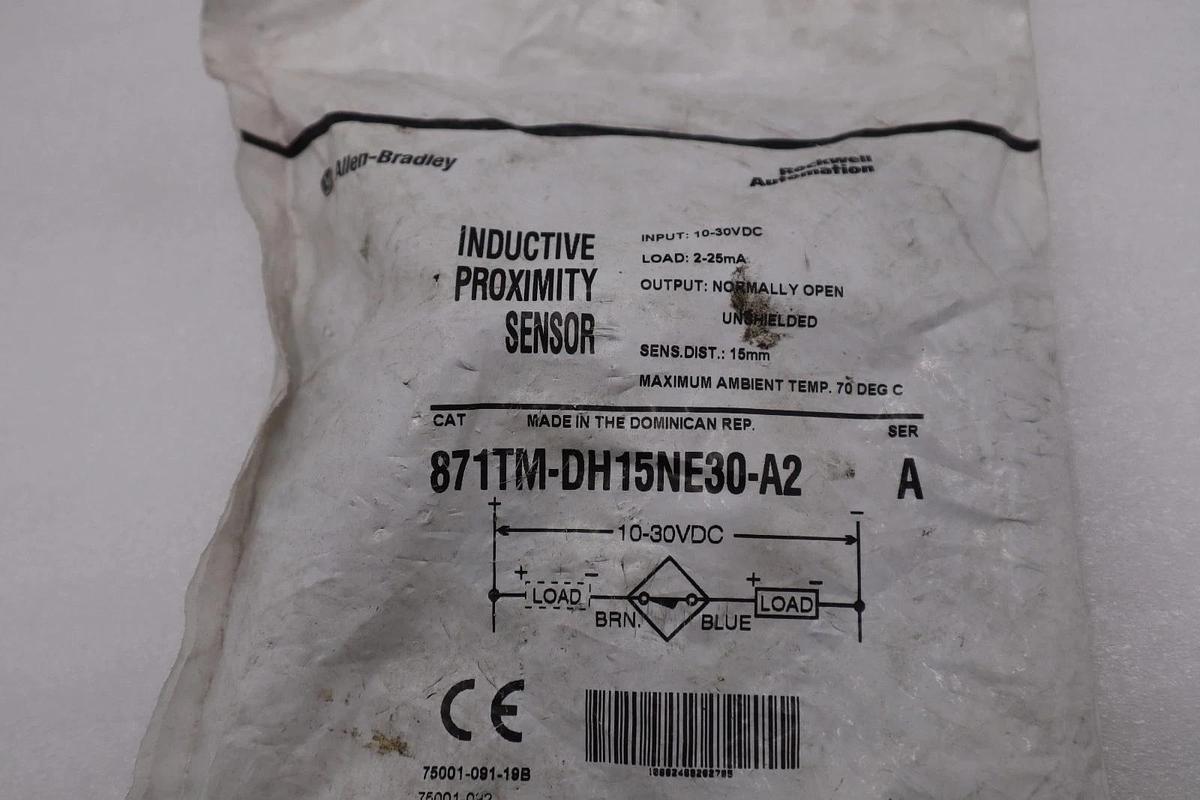 Allen-Bradley
Rockwell
Automation
INDUCTIVE
PROXIMITY
SENSOR
INPUT: 10-30VDC
LOAD: 2-25mA
OUTPUT: NORMALLY OPEN
UNSHIELDED
SENS.DIST.: 15mm
MAXIMUM AMBIENT TEMP. 70 DEG C
CAT MADE IN THE DOMINICAN REP. SER
871TM-DH15NE30-A2 A
+ −
10-30VDC
+ − + −
LOAD LOAD
BRN. BLUE
CE
75001-091-19B